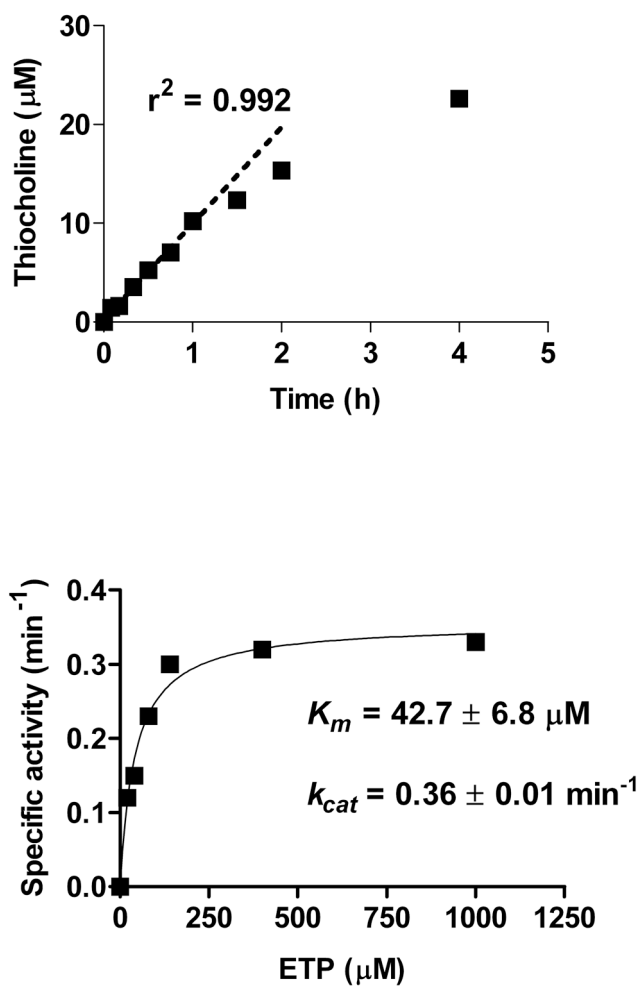 Thiocholine (μM)
30
20
10
0
r² = 0.992
0 1 2 3 4 5
Time (h)
Specific activity (min⁻¹)
0.4
0.3
0.2
0.1
0.0
Kₘ = 42.7 ± 6.8 μM
k_cat = 0.36 ± 0.01 min⁻¹
0 250 500 750 1000 1250
ETP (μM)